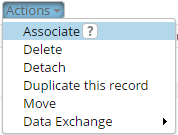 Actions
Associate ?
Delete
Detach
Duplicate this record
Move
Data Exchange